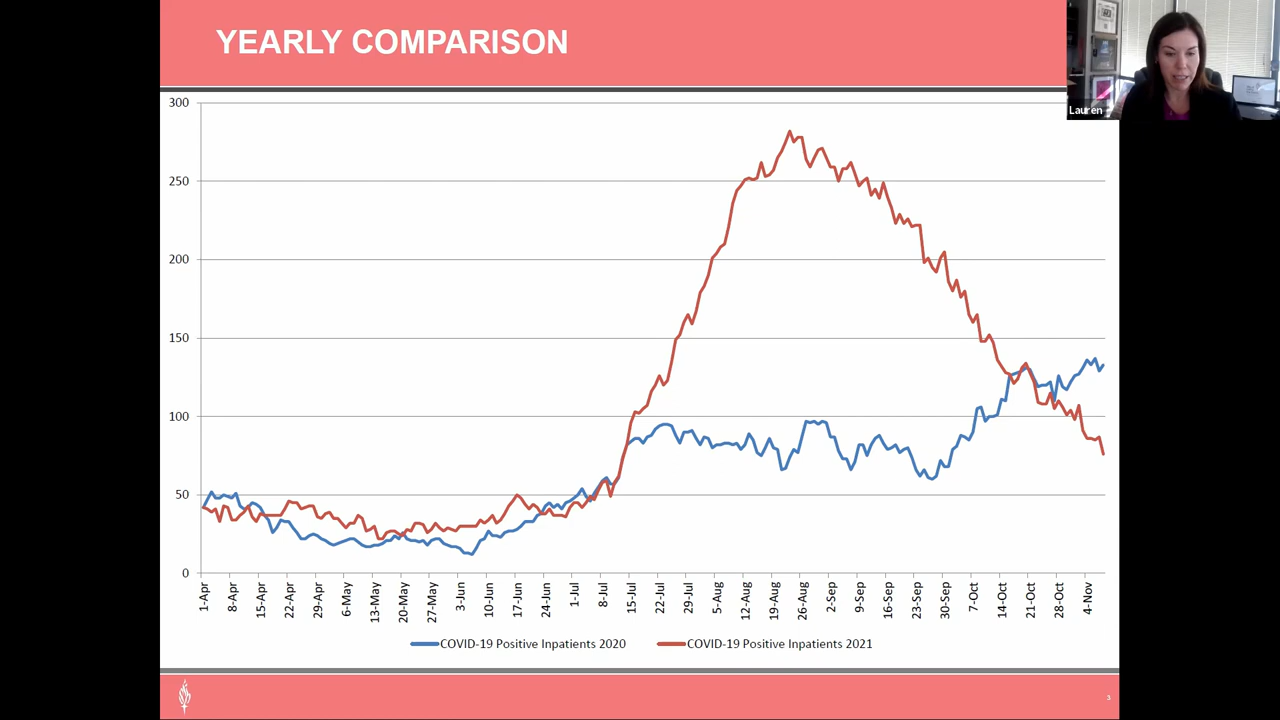 YEARLY COMPARISON
Lauren
300
250
200
150
100
50
0
1-Apr
8-Apr
15-Apr
22-Apr
29-Apr
6-May
13-May
20-May
27-May
3-Jun
10-Jun
17-Jun
24-Jun
1-Jul
8-Jul
15-Jul
22-Jul
29-Jul
5-Aug
12-Aug
19-Aug
26-Aug
2-Sep
9-Sep
16-Sep
23-Sep
30-Sep
7-Oct
14-Oct
21-Oct
28-Oct
4-Nov
COVID-19 Positive Inpatients 2020
COVID-19 Positive Inpatients 2021
3